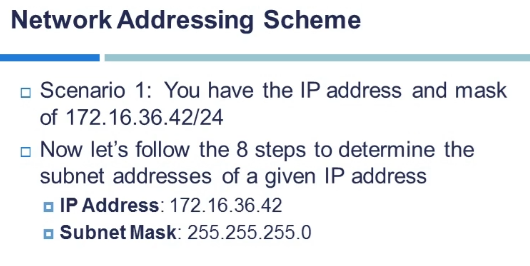 Network Addressing Scheme
Scenario 1: You have the IP address and mask
of 172.16.36.42/24
Now let's follow the 8 steps to determine the
subnet addresses of a given IP address
IP Address: 172.16.36.42
Subnet Mask: 255.255.255.0